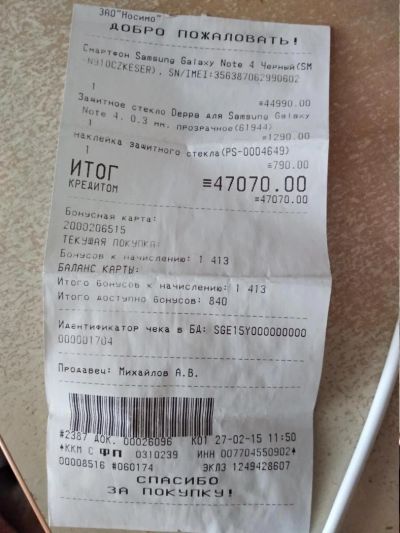 ЗАО"Носимо"
ДОБРО ПОЖАЛОВАТЬ!
Смартфон Samsung Galaxy Note 4 Черный(SM
-N910CZKESER), SN/IMEI:356387062990602
1
≡44990.00
Защитное стекло Deppa для Samsung Galaxy
Note 4, 0.3 мм, прозрачное(61944)
1
≡1290.00
наклейка защитного стекла(PS-0004649)
1
≡790.00
ИТОГ ≡47070.00
КРЕДИТОМ ≡47070.00
Бонусная карта:
2000206515
ТЕКУЩАЯ ПОКУПКА:
Бонусов к начислению: 1 413
БАЛАНС КАРТЫ:
Итого бонусов к начислению: 1 413
Итого доступно бонусов: 840
Идентификатор чека в БД: SGE15Y000000000
000001704
Продавец: Михайлов А.В.
#2387 ДОК. 00026096 К01 27-02-15 11:50
♦ККМ С ФП 0310239 ИНН 007704550902♦
00008516 #060174 ЭКЛЗ 1249428607
СПАСИБО
ЗА ПОКУПКУ!